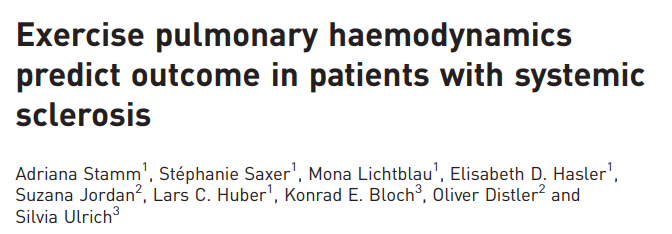 Exercise pulmonary haemodynamics
predict outcome in patients with systemic
sclerosis
Adriana Stamm¹, Stéphanie Saxer¹, Mona Lichtblau¹, Elisabeth D. Hasler¹,
Suzana Jordan², Lars C. Huber¹, Konrad E. Bloch³, Oliver Distler² and
Silvia Ulrich³